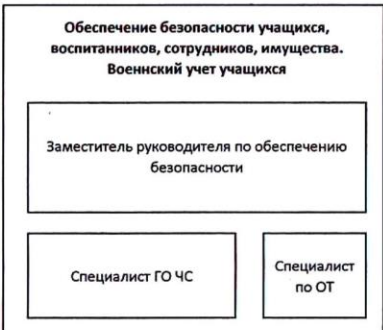 Обеспечение безопасности учащихся,
воспитанников, сотрудников, имущества.
Военнский учет учащихся
Заместитель руководителя по обеспечению
безопасности
Специалист ГО ЧС
Специалист
по ОТ